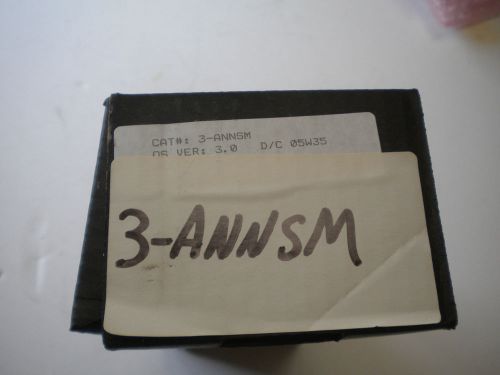 CAT#: 3-ANNSM
OS VER: 3.0 D/C 05W35
3-ANNSM